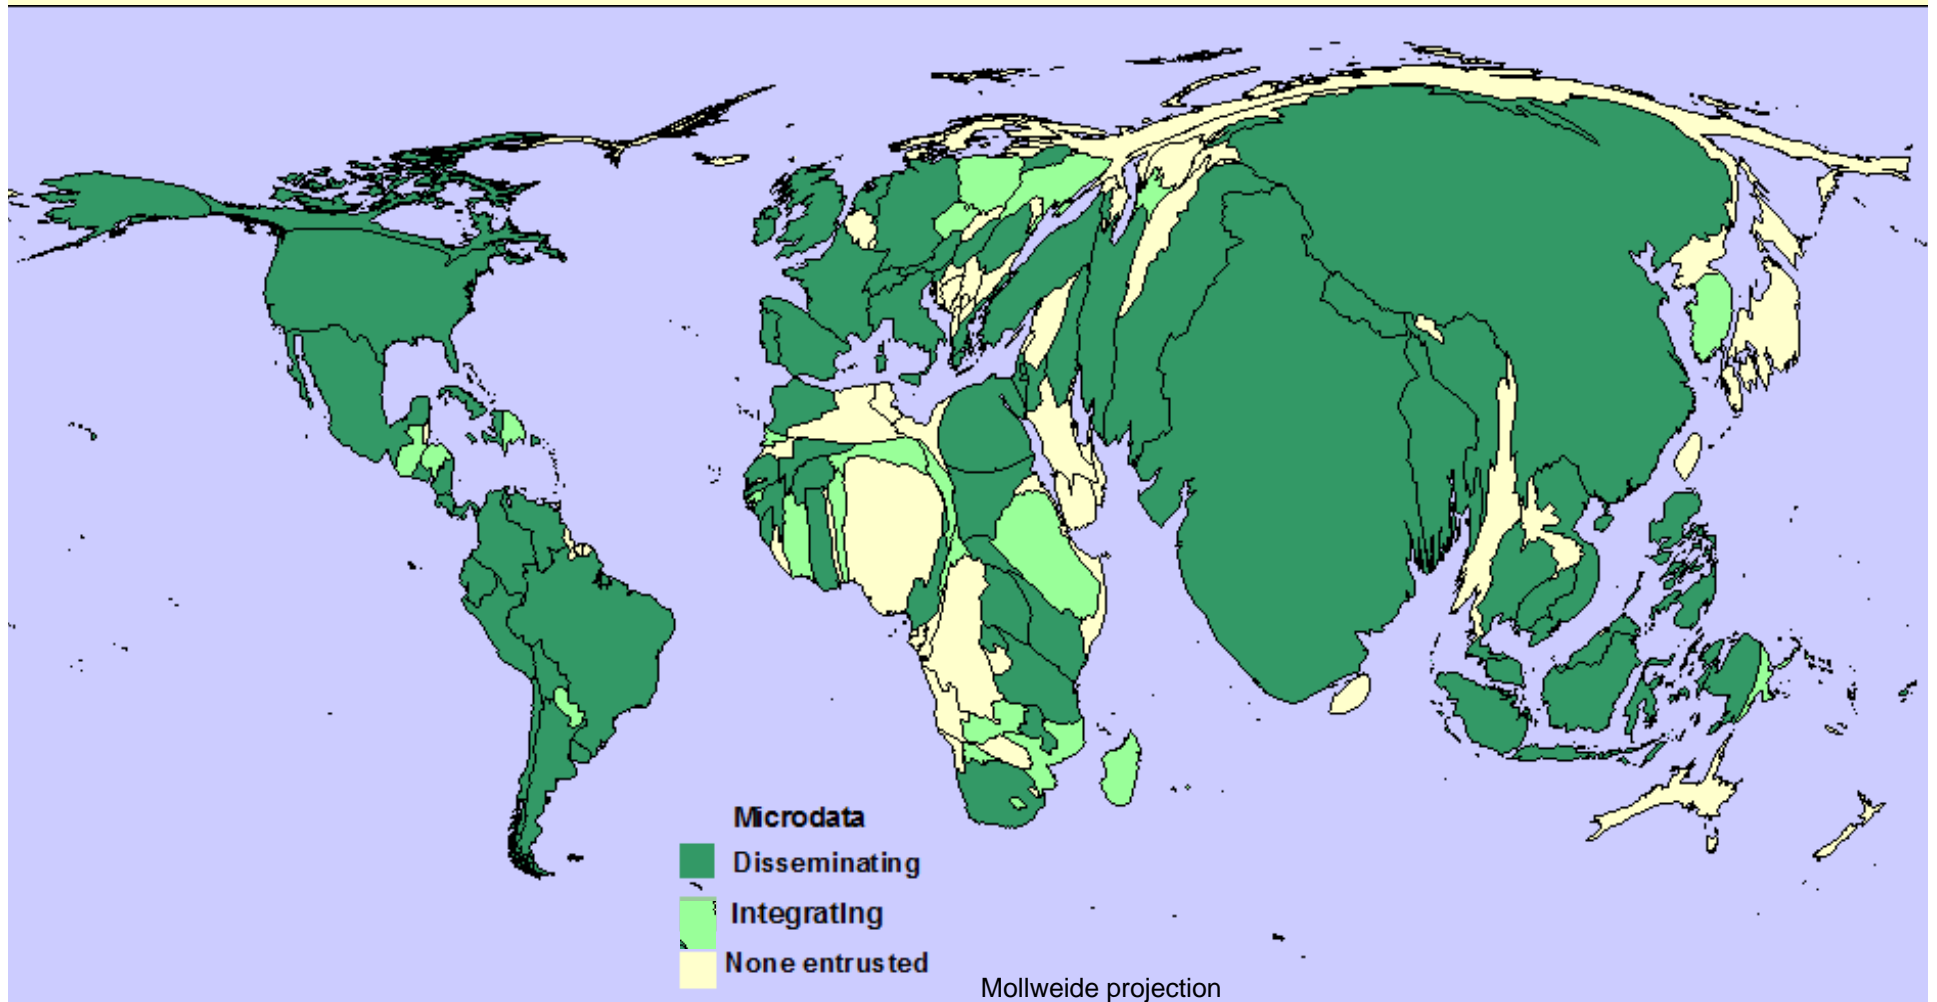 Microdata
Disseminating
IntegratIng
None entrusted
Mollweide projection